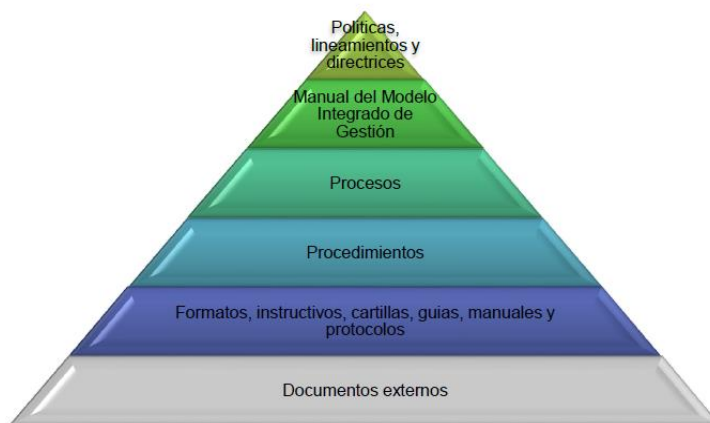 Políticas,
lineamientos y
directrices
Manual del Modelo
Integrado de
Gestión
Procesos
Procedimientos
Formatos, instructivos, cartillas, guias, manuales y
protocolos
Documentos externos